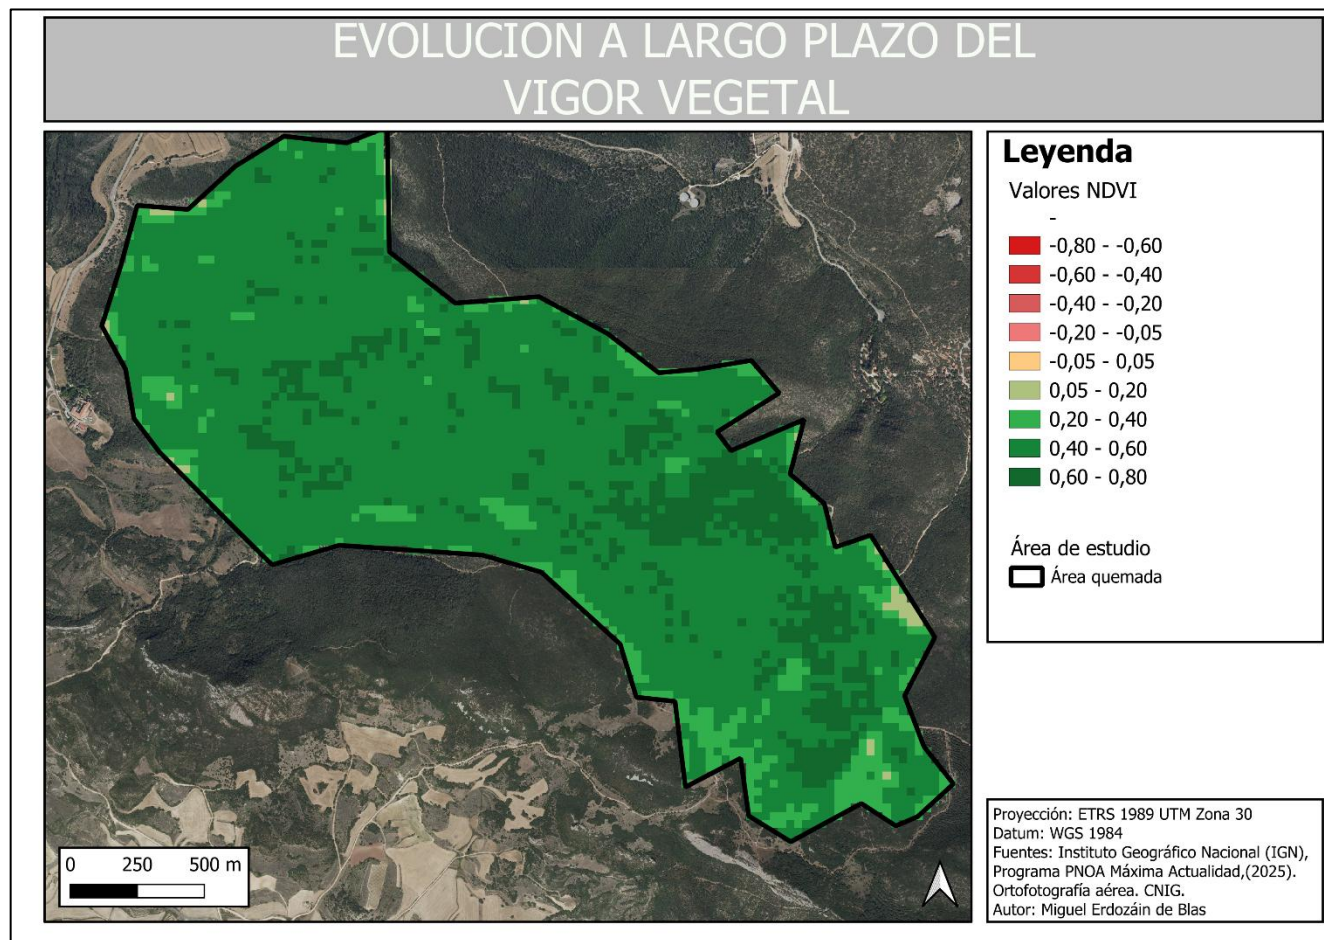 EVOLUCION A LARGO PLAZO DEL
VIGOR VEGETAL
Leyenda
Valores NDVI
-
-0,80 - -0,60
-0,60 - -0,40
-0,40 - -0,20
-0,20 - -0,05
-0,05 - 0,05
0,05 - 0,20
0,20 - 0,40
0,40 - 0,60
0,60 - 0,80
Área de estudio
Área quemada
0 250 500 m
Proyección: ETRS 1989 UTM Zona 30
Datum: WGS 1984
Fuentes: Instituto Geográfico Nacional (IGN),
Programa PNOA Máxima Actualidad,(2025).
Ortofotografía aérea. CNIG.
Autor: Miguel Erdozáin de Blas